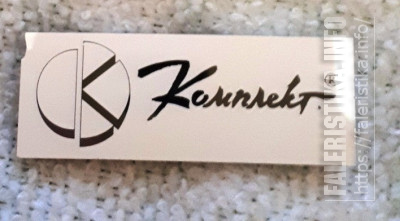 К Комплект.
FALERISTIKA.INFO
https://faleristika.info/